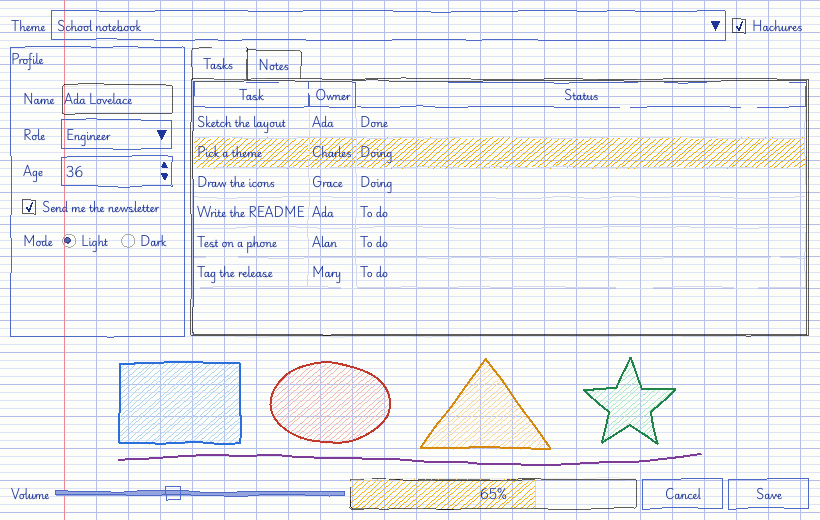 Theme School notebook Hachures
Profile
Name Ada Lovelace
Role Engineer
Age 36
Send me the newsletter
Mode Light Dark
Tasks Notes
Task Owner Status
Sketch the layout Ada Done
Pick a theme Charles Doing
Draw the icons Grace Doing
Write the README Ada To do
Test on a phone Alan To do
Tag the release Mary To do
Volume 65% Cancel Save